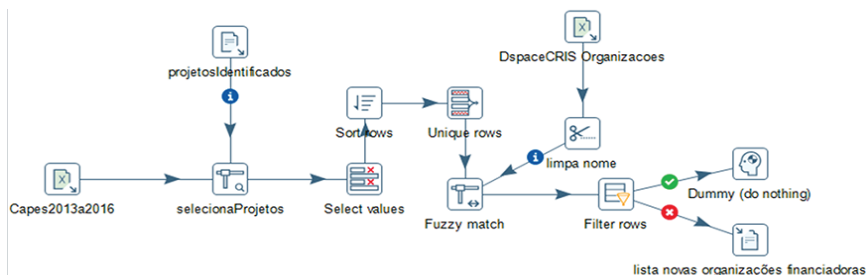 DspaceCRIS Organizacoes
projetosIdentificados
Sort rows
Unique rows
limpa nome
Capes2013a2016
selecionaProjetos
Select values
Fuzzy match
Filter rows
Dummy (do nothing)
lista novas organizacões financiadoras